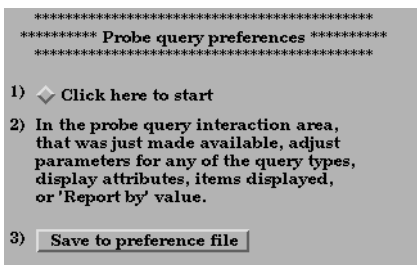 ********************************************
********** Probe query preferences **********
********************************************
1) Click here to start
2) In the probe query interaction area,
that was just made available, adjust
parameters for any of the query types,
display attributes, items displayed,
or 'Report by' value.
3) Save to preference file